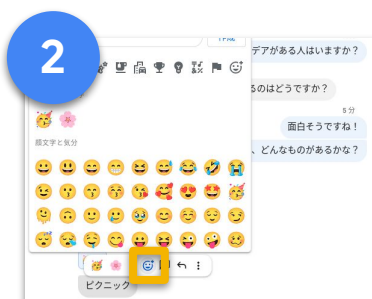 2
作成
デアがある人はいますか？
るのはどうですか？
5 分
面白そうですね！
、どんなものがあるかな？
顔文字と気分
ピクニック